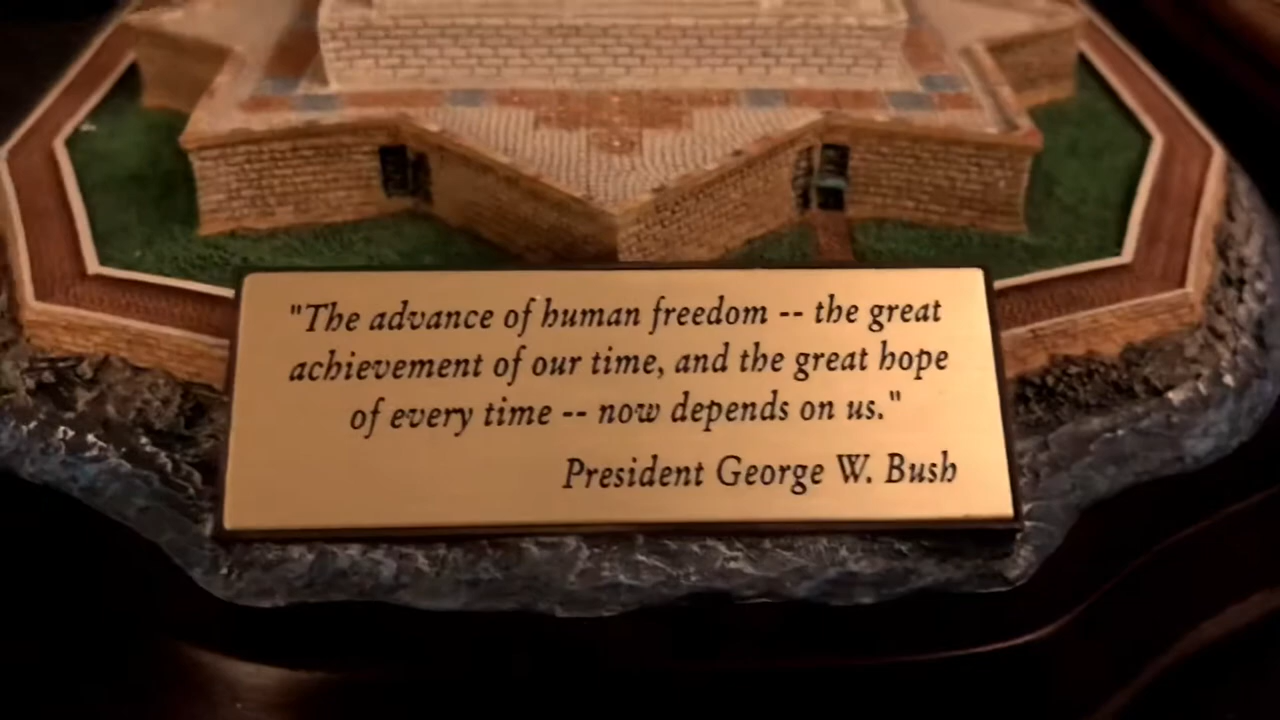 "The advance of human freedom -- the great
achievement of our time, and the great hope
of every time -- now depends on us."
President George W. Bush